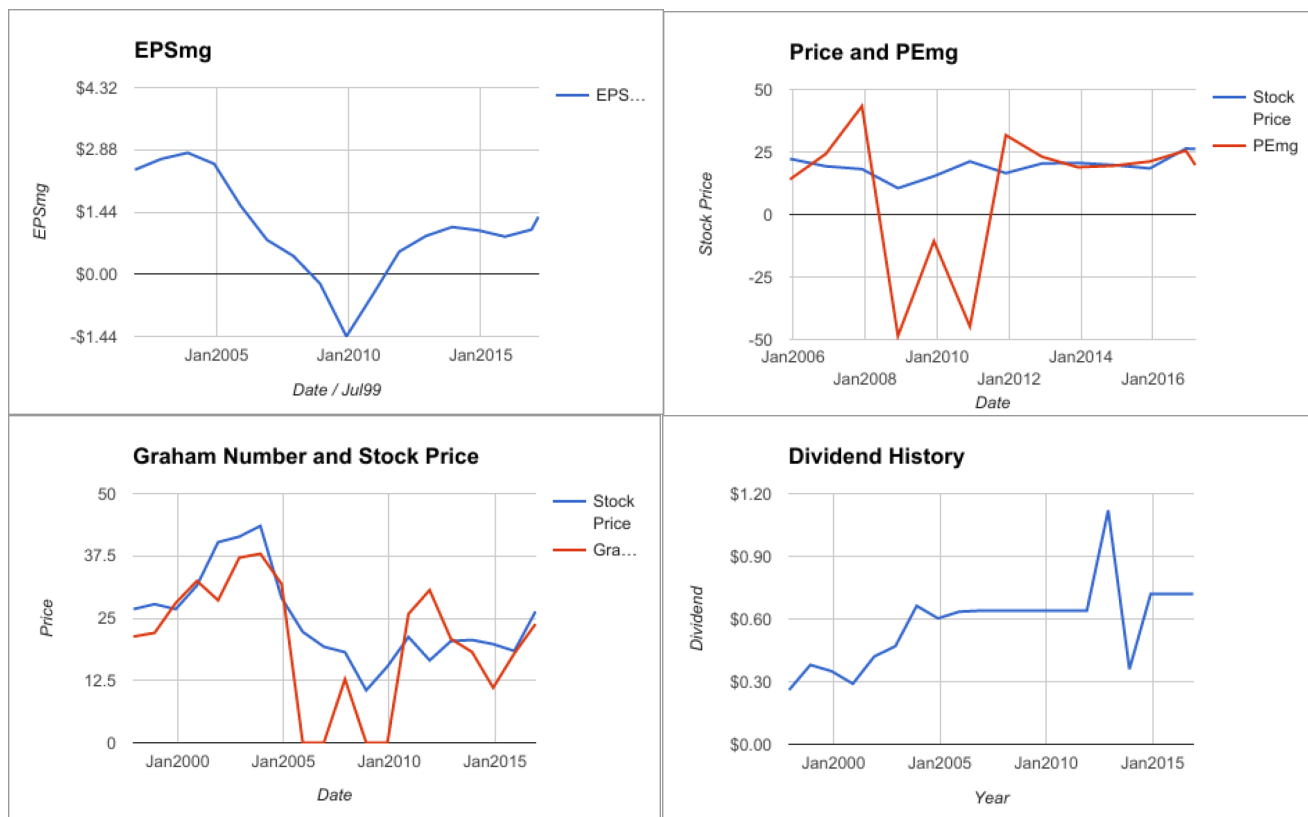 EPSmg
$4.32
$2.88
$1.44
$0.00
-$1.44
EPSmg
Jan2005
Jan2010
Jan2015
Date / Jul99
EPS…
Price and PEmg
50
25
0
-25
-50
Stock Price
Jan2006
Jan2008
Jan2010
Jan2012
Jan2014
Jan2016
Date
Stock
Price
PEmg
Graham Number and Stock Price
50
37.5
25
12.5
0
Price
Jan2000
Jan2005
Jan2010
Jan2015
Date
Stock
Price
Gra…
Dividend History
$1.20
$0.90
$0.60
$0.30
$0.00
Dividend
Jan2000
Jan2005
Jan2010
Jan2015
Year